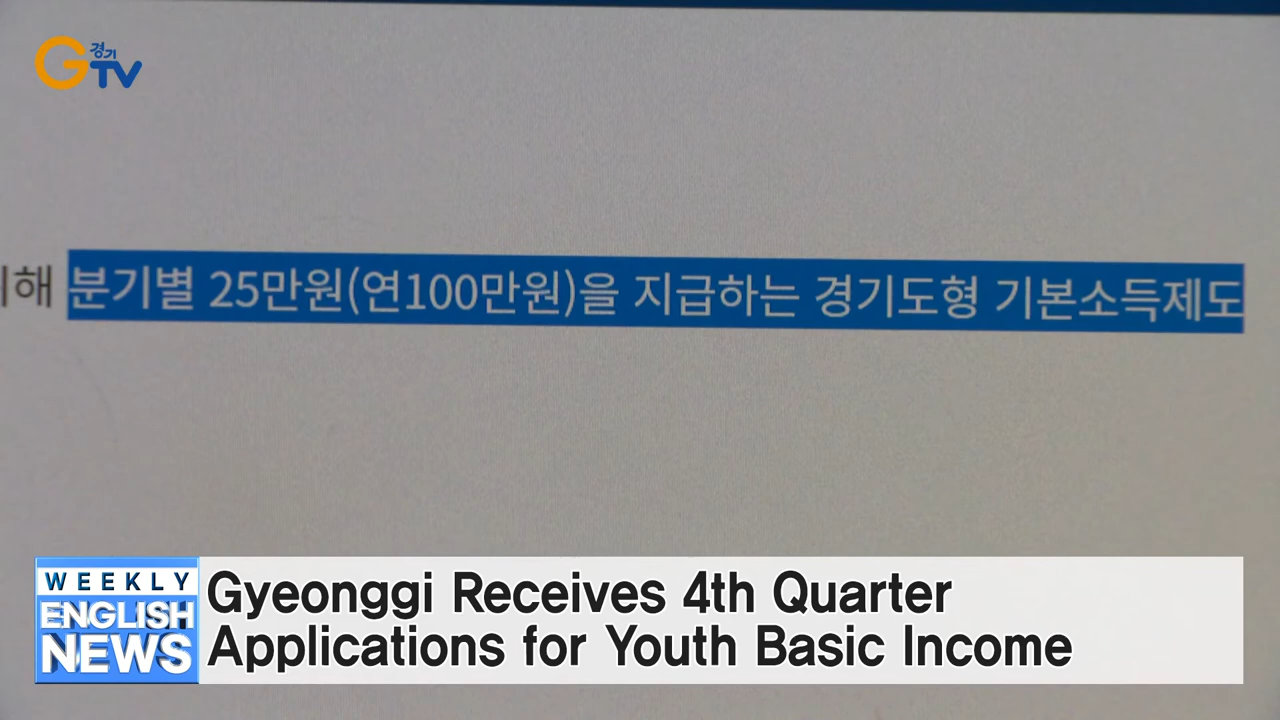 경기
GTV
해 분기별 25만원(연100만원)을 지급하는 경기도형 기본소득제도
WEEKLY
ENGLISH
NEWS
Gyeonggi Receives 4th Quarter
Applications for Youth Basic Income